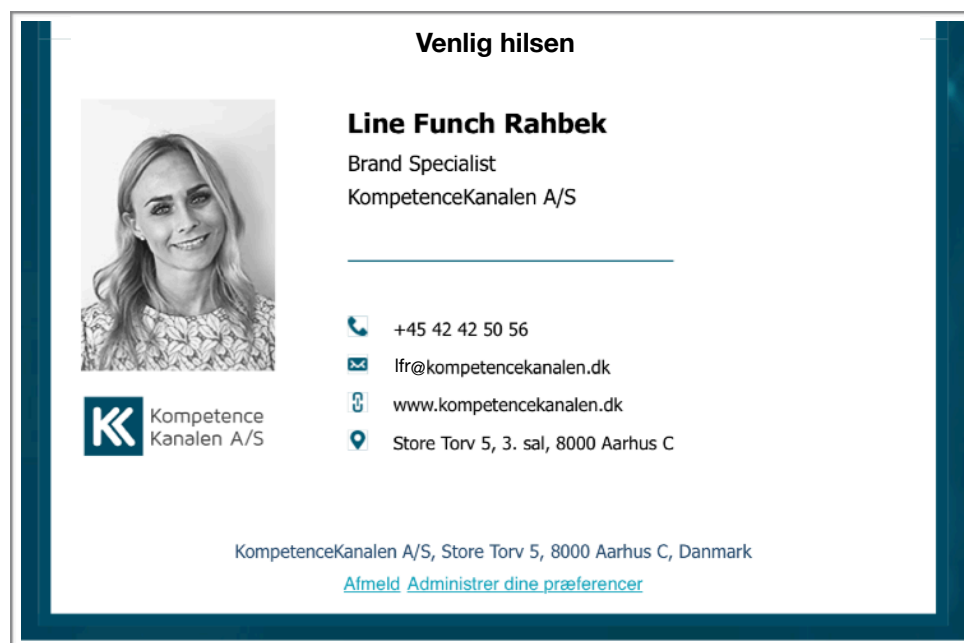 Venlig hilsen
Line Funch Rahbek
Brand Specialist
KompetenceKanalen A/S
+45 42 42 50 56
lfr@kompetencekanalen.dk
www.kompetencekanalen.dk
Store Torv 5, 3. sal, 8000 Aarhus C
KK Kompetence
Kanalen A/S
KompetenceKanalen A/S, Store Torv 5, 8000 Aarhus C, Danmark
Afmeld Administrer dine præferencer